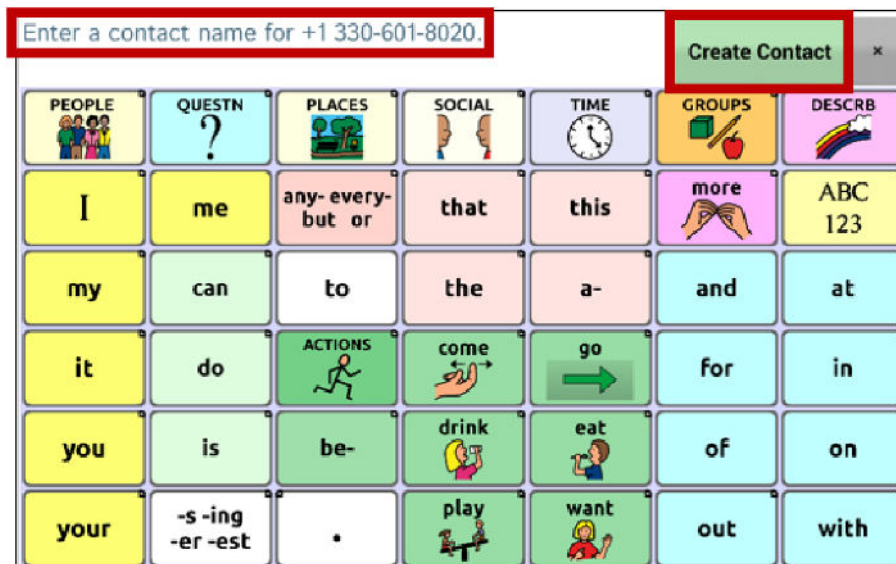 Enter a contact name for +1 330-601-8020.
Create Contact ×
PEOPLE QUESTN PLACES SOCIAL TIME GROUPS DESCRB
?
I me any- every- that this more ABC
but or 123
my can to the a- and at
it do ACTIONS come go for in
you is be- drink eat of on
your -s -ing . play want out with
-er -est